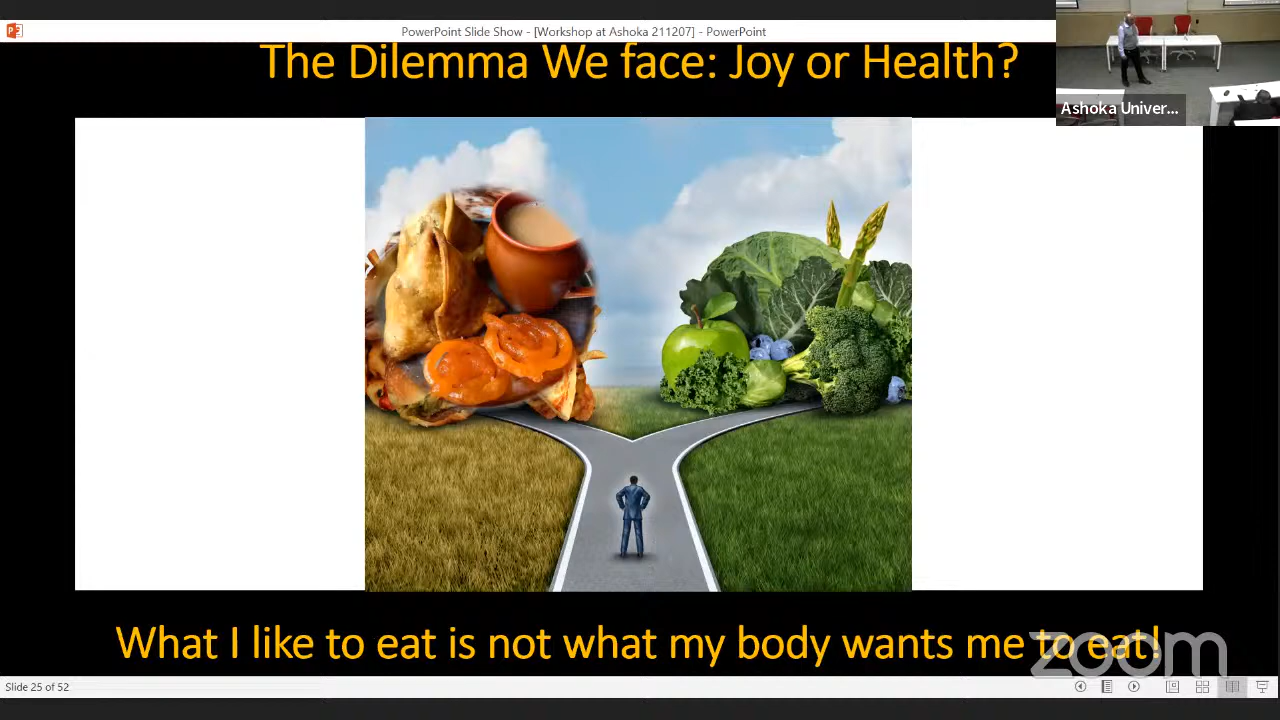 PowerPoint Slide Show - [Workshop at Ashoka 211207] - PowerPoint
The Dilemma We face: Joy or Health?
Ashoka Univer...
What I like to eat is not what my body wants me to eat!
zoom
Slide 25 of 52